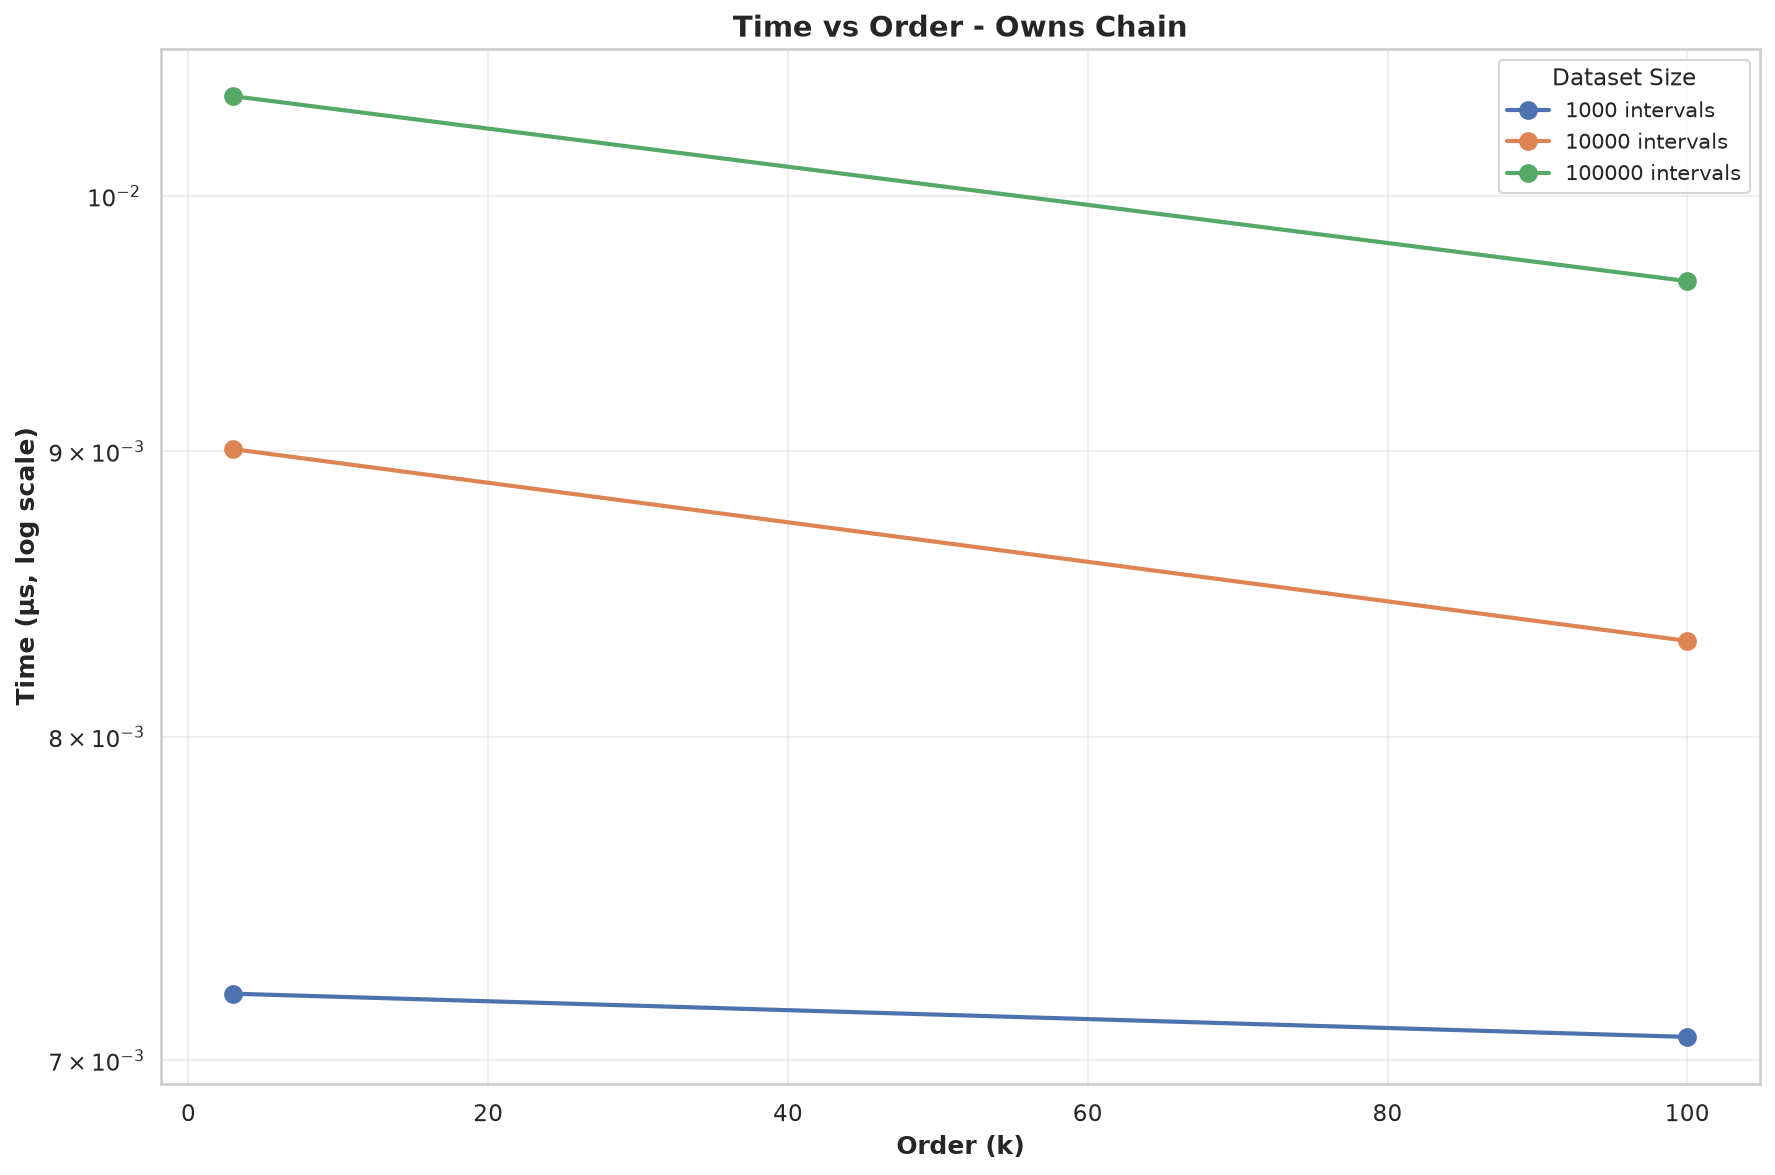 Time vs Order - Owns Chain
Dataset Size
1000 intervals
10000 intervals
100000 intervals
10⁻²
9 × 10⁻³
8 × 10⁻³
7 × 10⁻³
Time (µs, log scale)
0 20 40 60 80 100
Order (k)